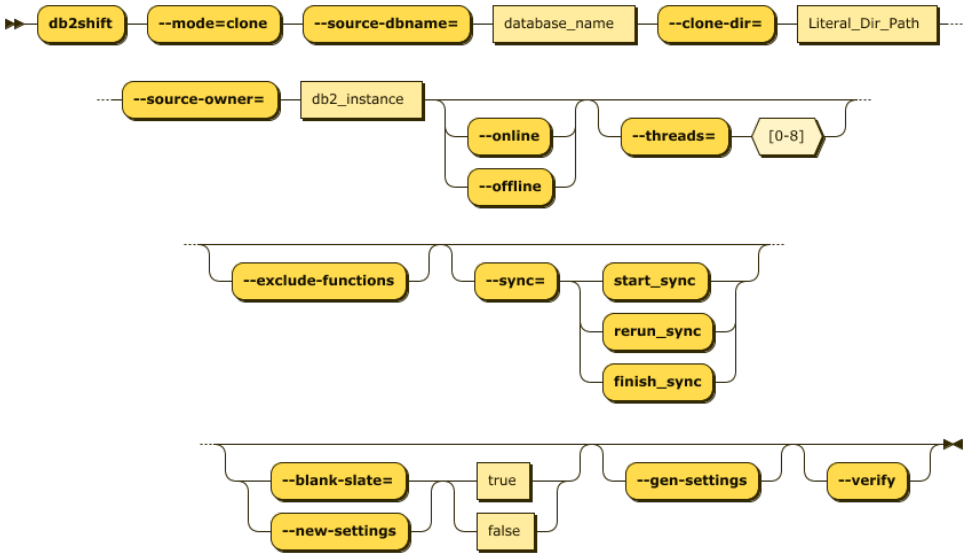 db2shift --mode=clone --source-dbname= database_name --clone-dir= Literal_Dir_Path
--source-owner= db2_instance
--online --threads= [0-8]
--offline
--exclude-functions --sync= start_sync
rerun_sync
finish_sync
--blank-slate= true --gen-settings --verify
--new-settings false